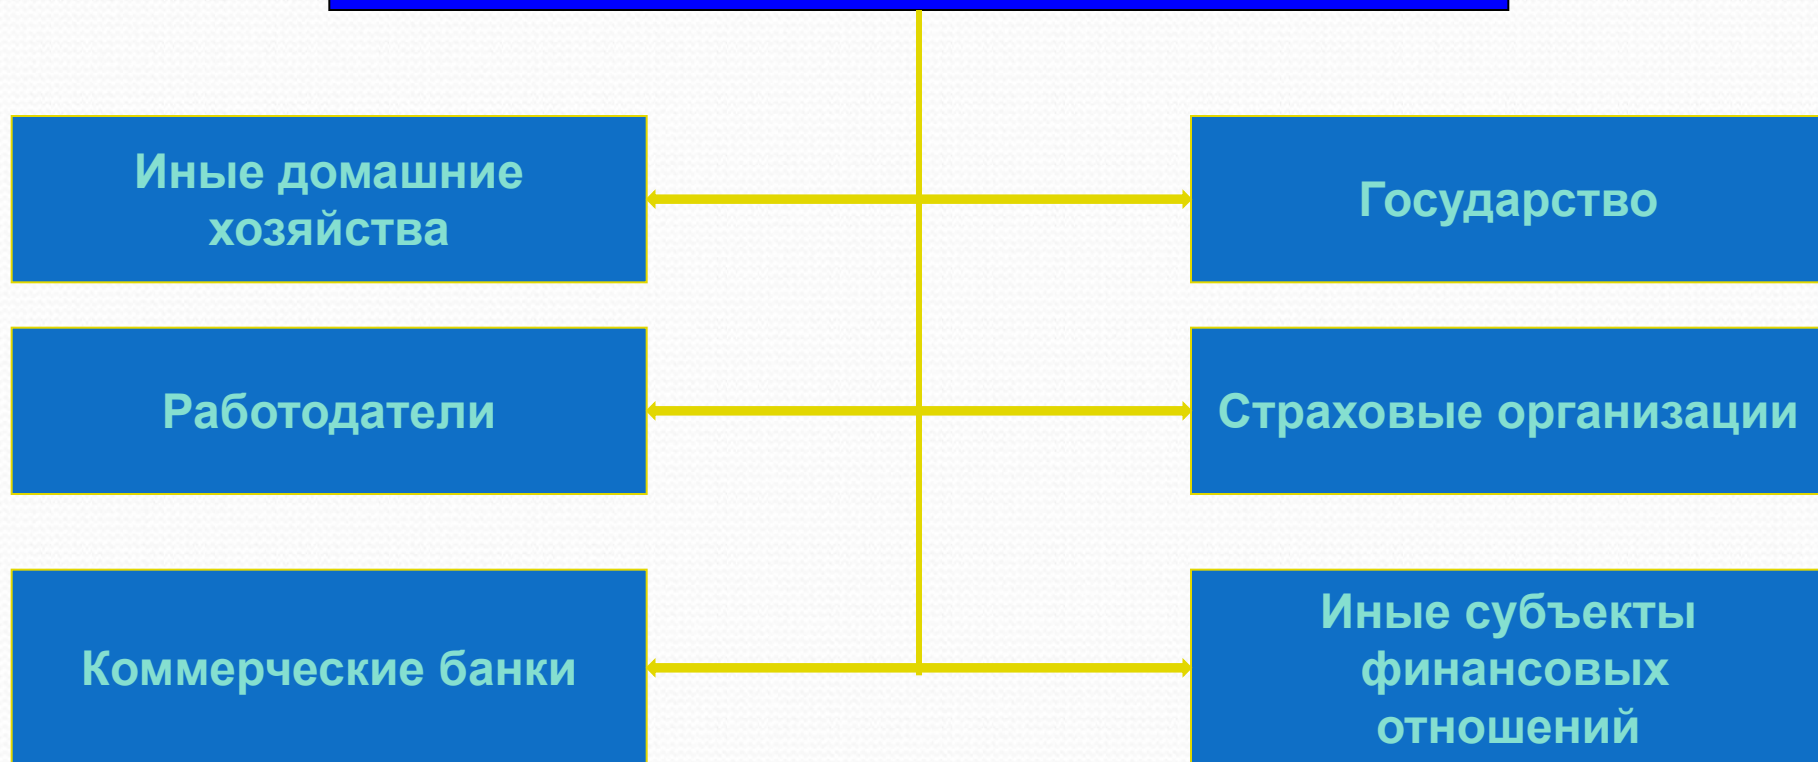 Иные домашние
хозяйства
Государство
Работодатели
Страховые организации
Коммерческие банки
Иные субъекты
финансовых
отношений